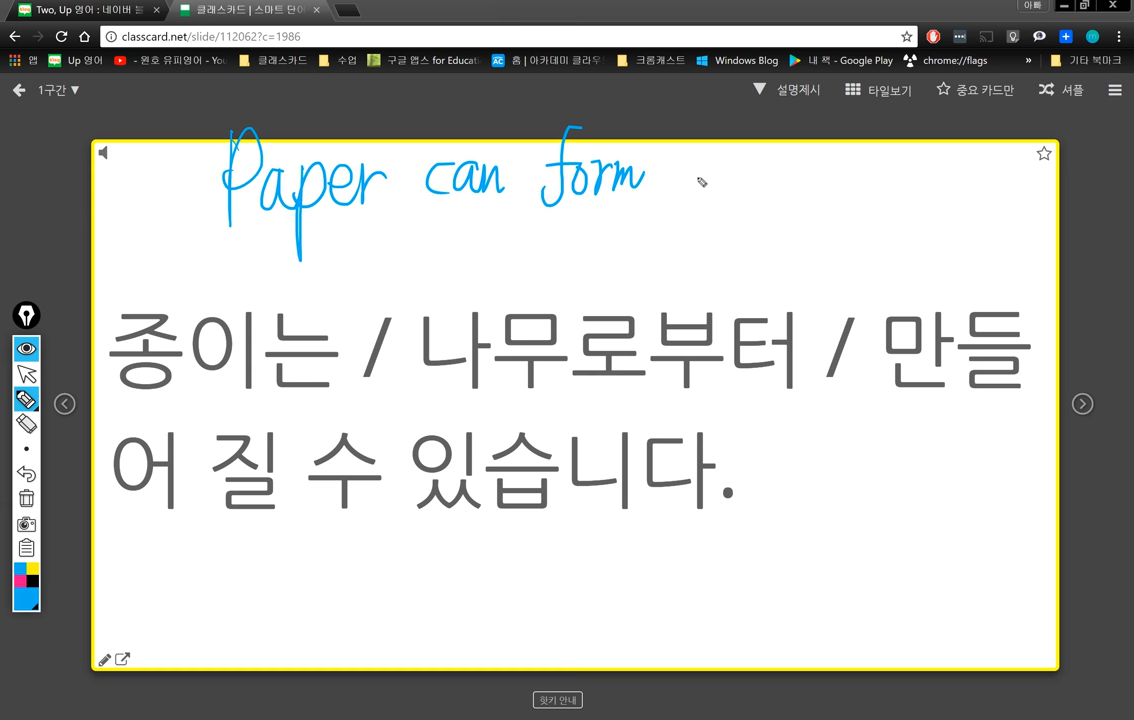 Two, Up 영어 : 네이버 블
클래스카드 | 스마트 단어
아빠
classcard.net/slide/112062?c=1986
앱
Up 영어
- 원호 유피영어 - You
클래스카드
수업
구글 앱스 for Educati
홈 | 아카데미 클라우
크롬캐스트
Windows Blog
내 책 - Google Play
chrome://flags
»
기타 북마크
1구간 ▼
▼ 설명제시
타일보기
중요 카드만
셔플
Paper can form
종이는 / 나무로부터 / 만들
어 질 수 있습니다.
핫키 안내